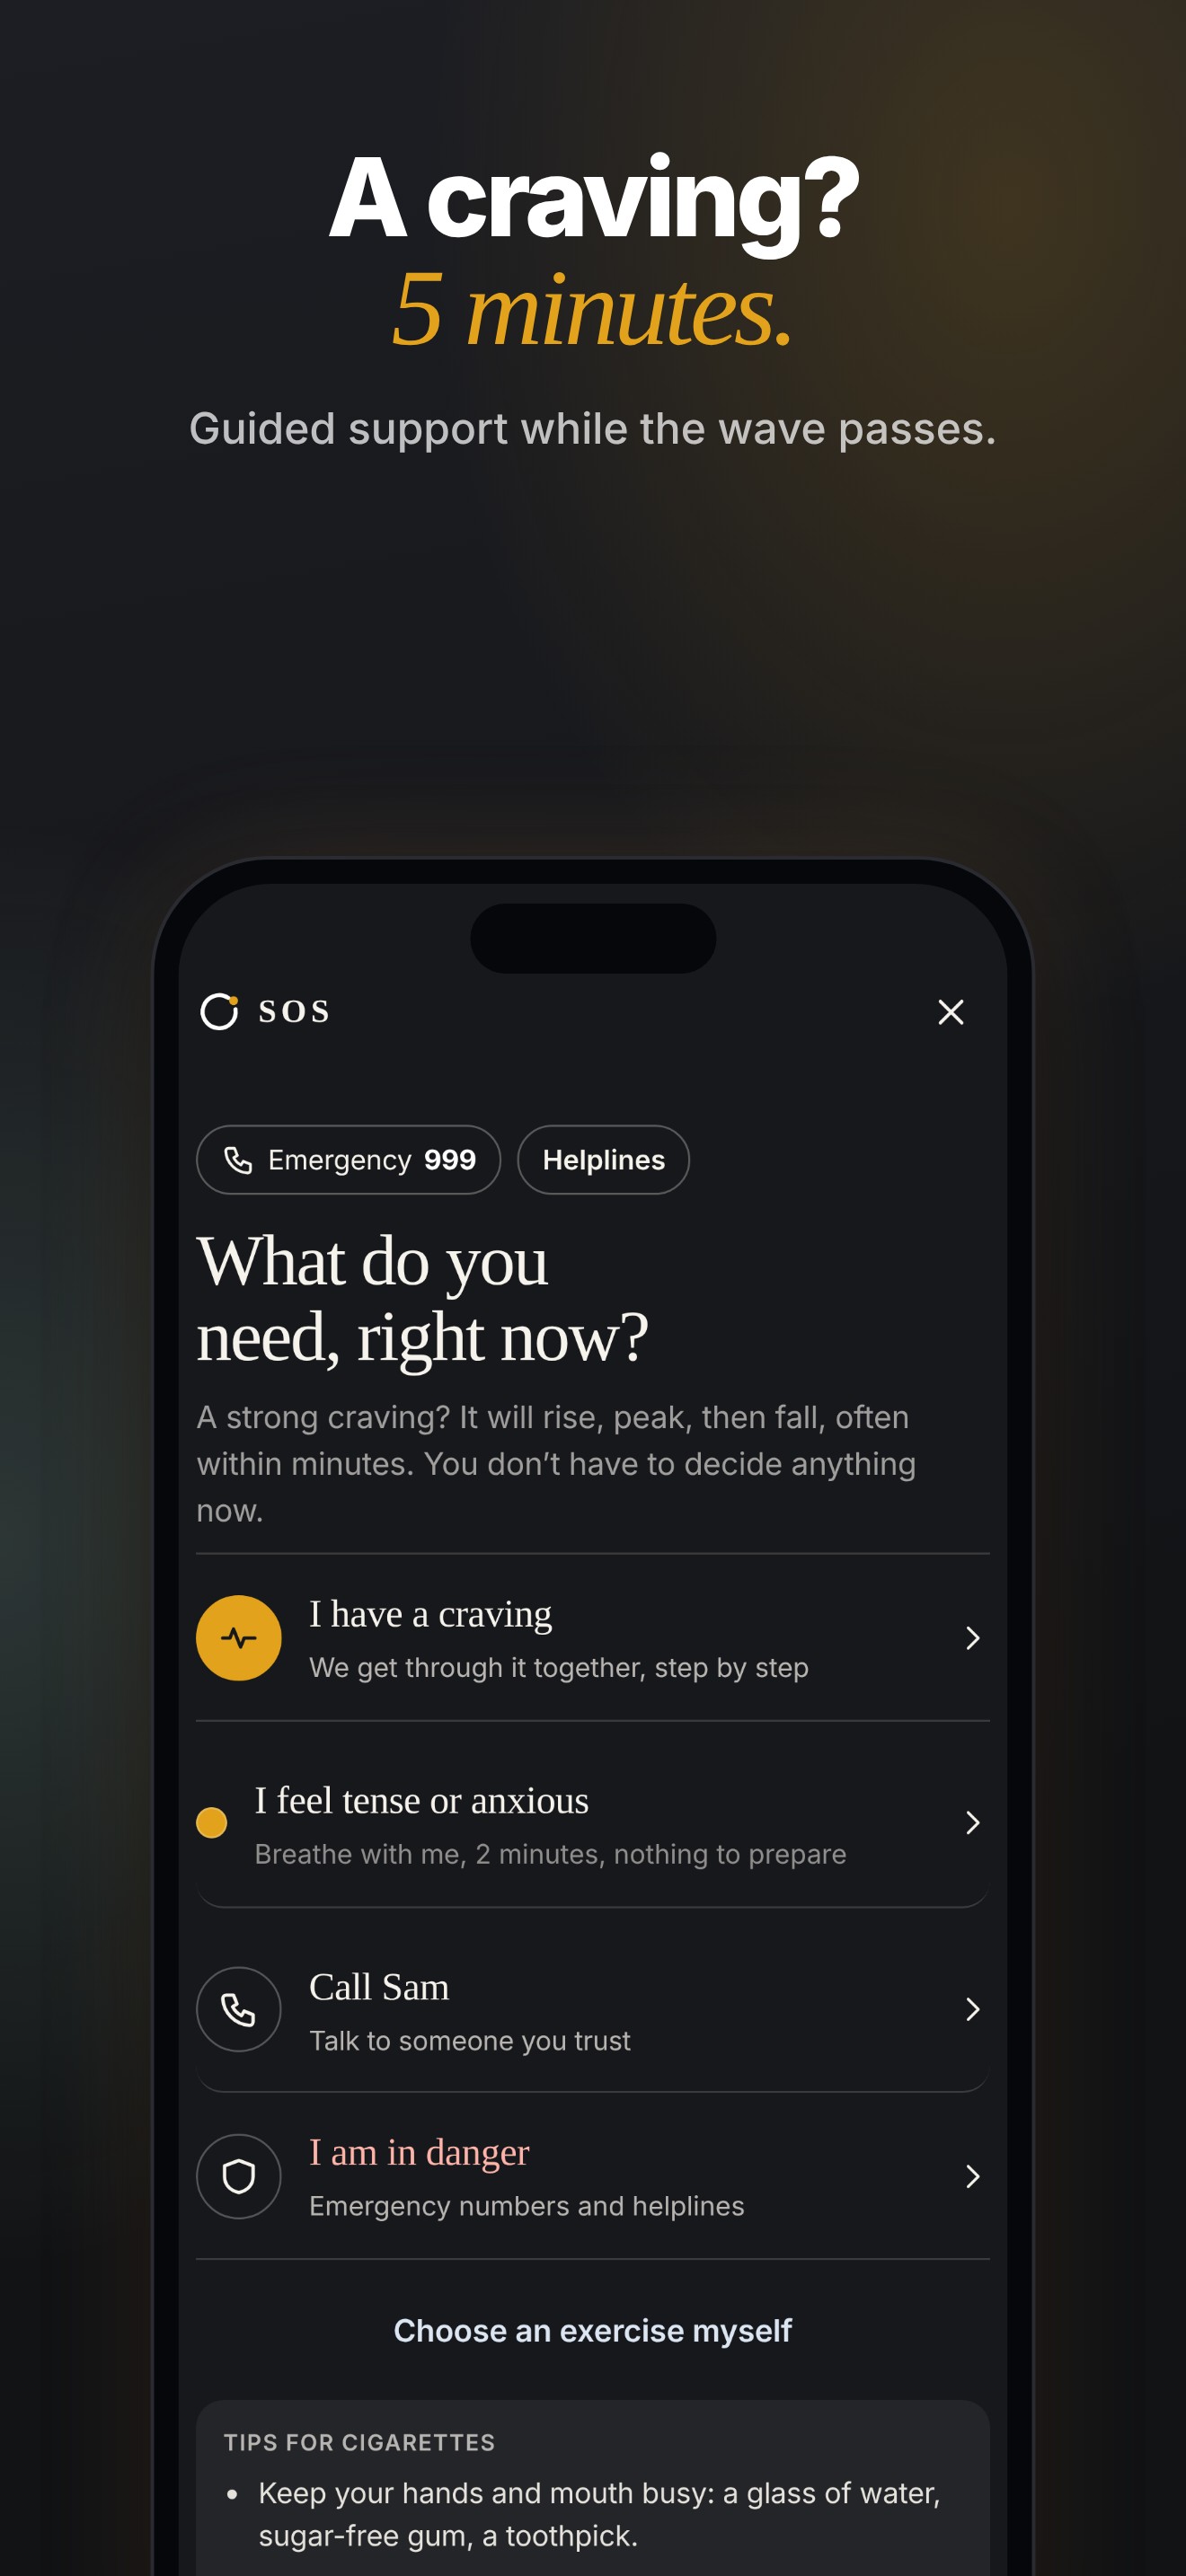 A craving?
5 minutes.
Guided support while the wave passes.
SOS
Emergency 999
Helplines
What do you
need, right now?
A strong craving? It will rise, peak, then fall, often
within minutes. You don’t have to decide anything
now.
I have a craving
We get through it together, step by step
I feel tense or anxious
Breathe with me, 2 minutes, nothing to prepare
Call Sam
Talk to someone you trust
I am in danger
Emergency numbers and helplines
Choose an exercise myself
TIPS FOR CIGARETTES
• Keep your hands and mouth busy: a glass of water,
sugar-free gum, a toothpick.